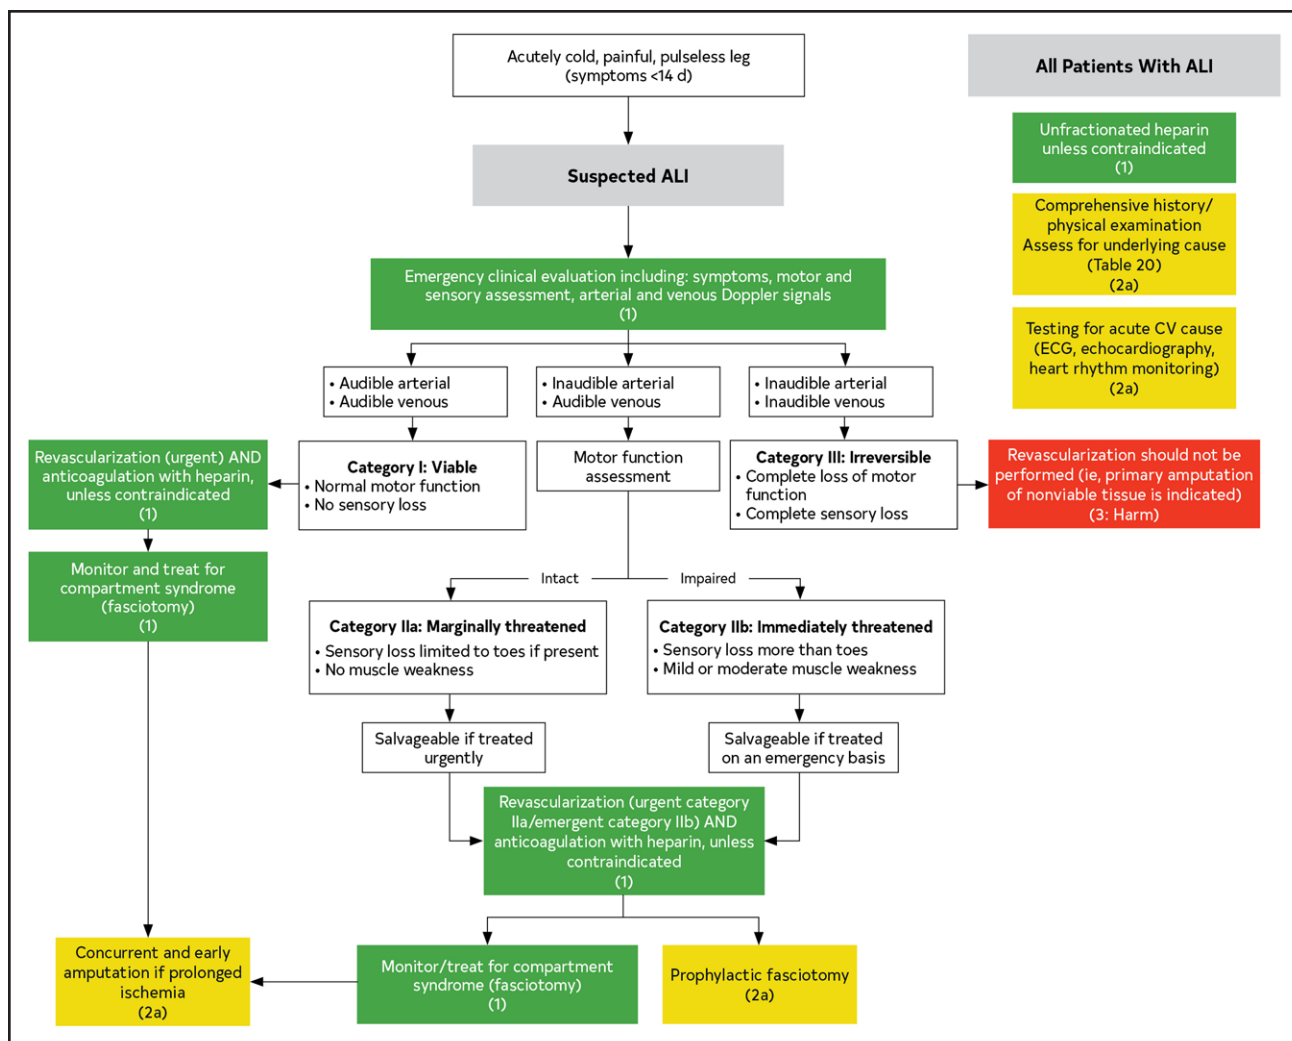 Acutely cold, painful, pulseless leg
(symptoms <14 d)
All Patients With ALI
Unfractionated heparin
unless contraindicated
(1)
Suspected ALI
Comprehensive history/
physical examination
Assess for underlying cause
(Table 20)
(2a)
Emergency clinical evaluation including: symptoms, motor and
sensory assessment, arterial and venous Doppler signals
(1)
Testing for acute CV cause
(ECG, echocardiography,
heart rhythm monitoring)
(2a)
• Audible arterial
• Audible venous
• Inaudible arterial
• Audible venous
• Inaudible arterial
• Inaudible venous
Revascularization (urgent) AND
anticoagulation with heparin,
unless contraindicated
(1)
Category I: Viable
• Normal motor function
• No sensory loss
Motor function
assessment
Category III: Irreversible
• Complete loss of motor
function
• Complete sensory loss
Revascularization should not be
performed (ie, primary amputation
of nonviable tissue is indicated)
(3: Harm)
Monitor and treat for
compartment syndrome
(fasciotomy)
(1)
Intact
Impaired
Category IIa: Marginally threatened
• Sensory loss limited to toes if present
• No muscle weakness
Category IIb: Immediately threatened
• Sensory loss more than toes
• Mild or moderate muscle weakness
Salvageable if treated
urgently
Salvageable if treated
on an emergency basis
Revascularization (urgent category
IIa/emergent category IIb) AND
anticoagulation with heparin, unless
contraindicated
(1)
Concurrent and early
amputation if prolonged
ischemia
(2a)
Monitor/treat for compartment
syndrome (fasciotomy)
(1)
Prophylactic fasciotomy
(2a)